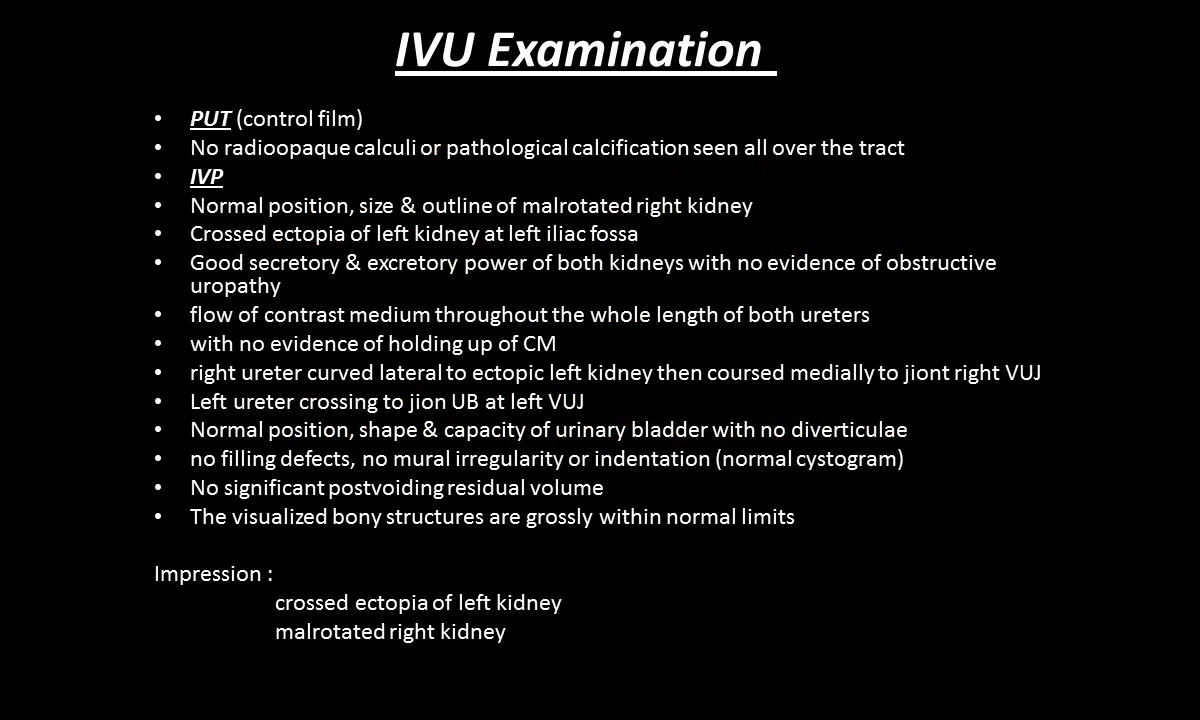 IVU Examination
• PUT (control film)
• No radioopaque calculi or pathological calcification seen all over the tract
• IVP
• Normal position, size & outline of malrotated right kidney
• Crossed ectopia of left kidney at left iliac fossa
• Good secretory & excretory power of both kidneys with no evidence of obstructive
uropathy
• flow of contrast medium throughout the whole length of both ureters
• with no evidence of holding up of CM
• right ureter curved lateral to ectopic left kidney then coursed medially to jiont right VUJ
• Left ureter crossing to jion UB at left VUJ
• Normal position, shape & capacity of urinary bladder with no diverticulae
• no filling defects, no mural irregularity or indentation (normal cystogram)
• No significant postvoiding residual volume
• The visualized bony structures are grossly within normal limits
Impression :
crossed ectopia of left kidney
malrotated right kidney